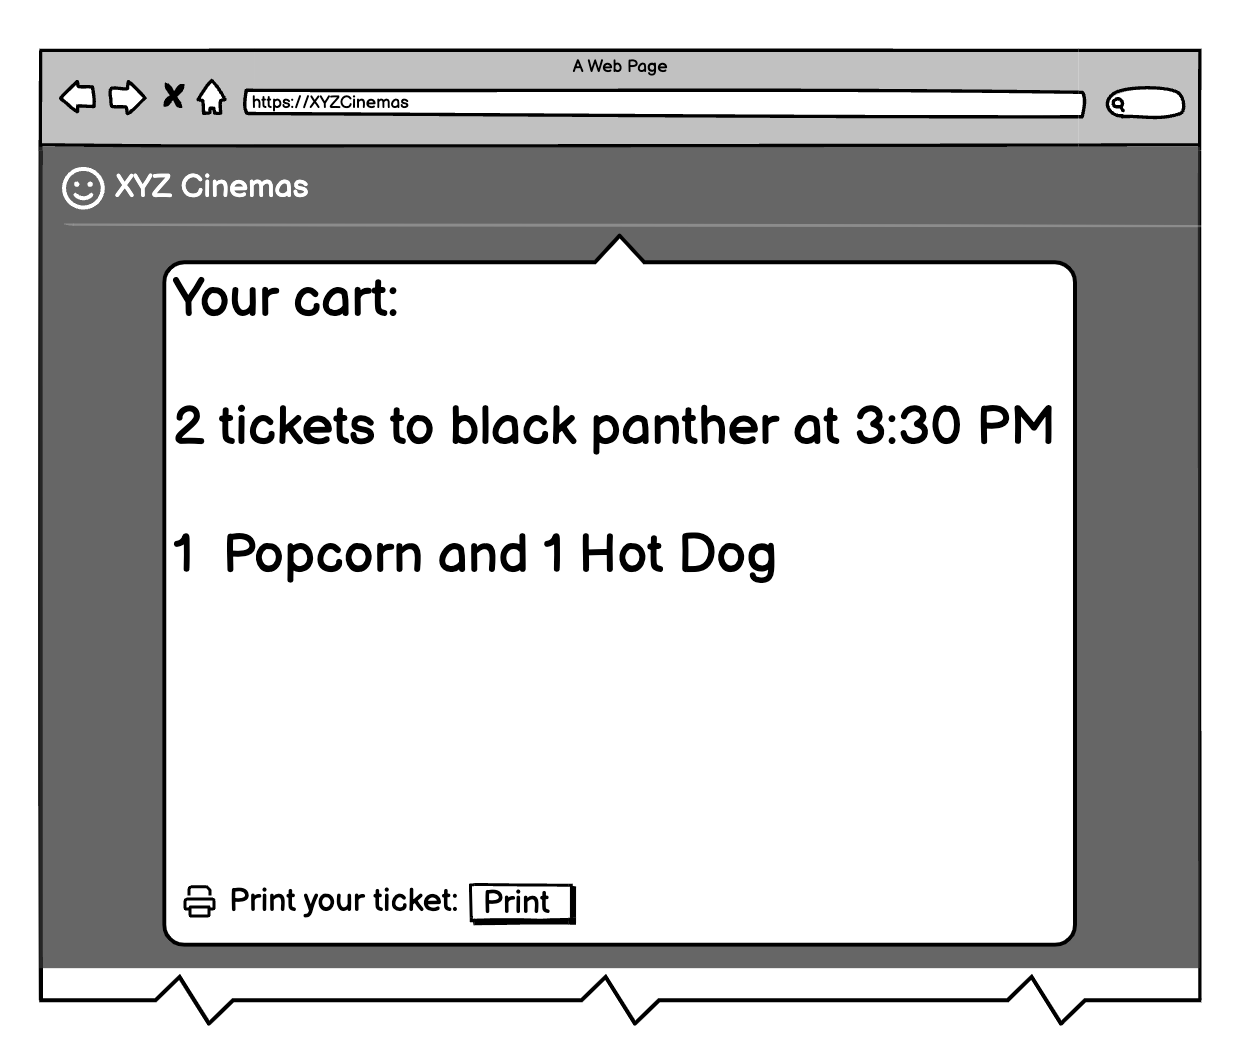 A Web Page
https://XYZCinemas
XYZ Cinemas
Your cart:
2 tickets to black panther at 3:30 PM
1 Popcorn and 1 Hot Dog
Print your ticket: Print